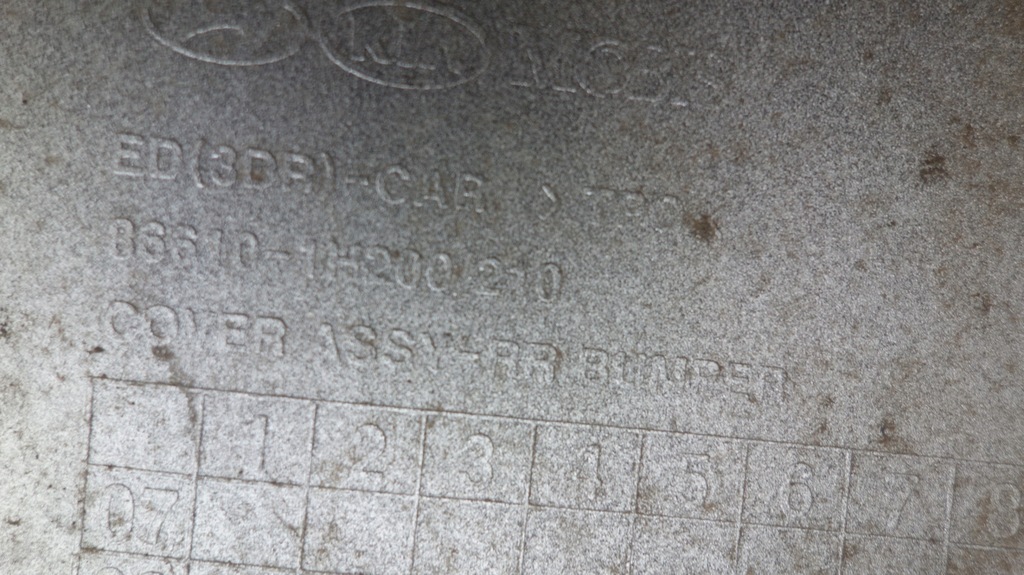 KIA
ED(3DR)-CAR
86610-1H200/210
COVER ASSY-RR BUMPER
1 2 3 4 5 6 7 8
07